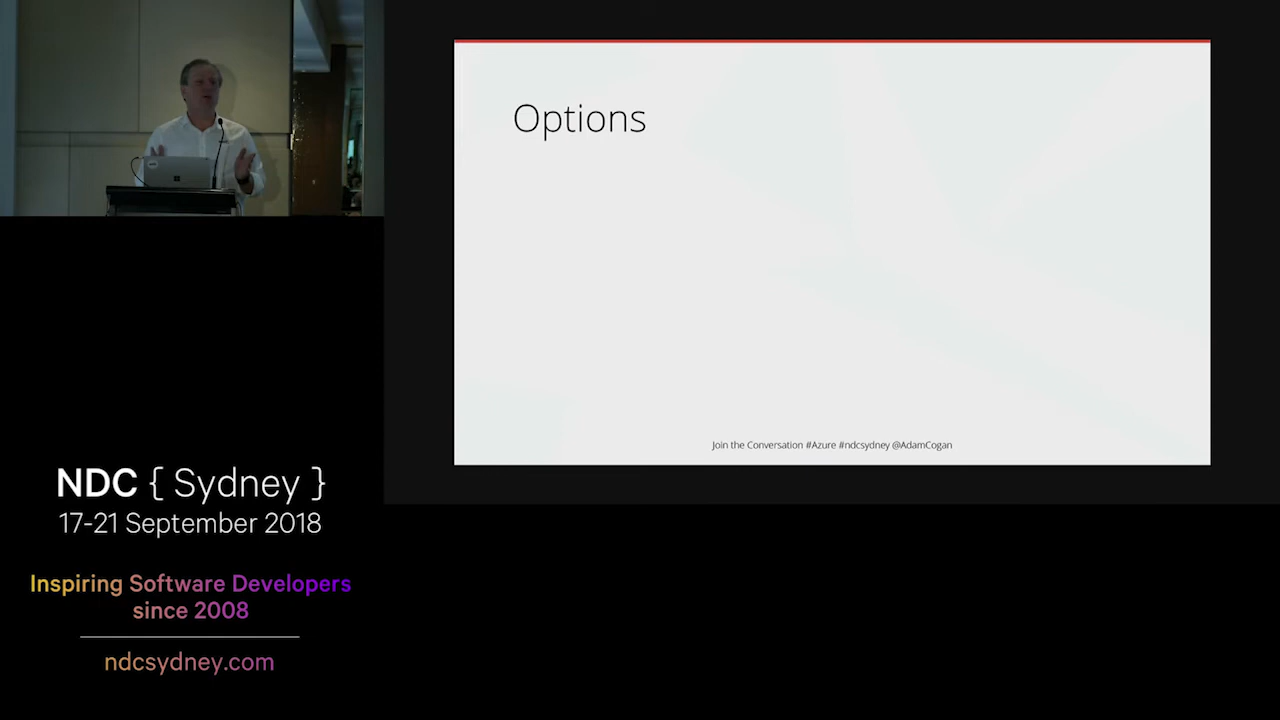 Options
Join the Conversation #Azure #ndcsydney @AdamCogan
NDC { Sydney }
17-21 September 2018
Inspiring Software Developers
since 2008
ndcsydney.com